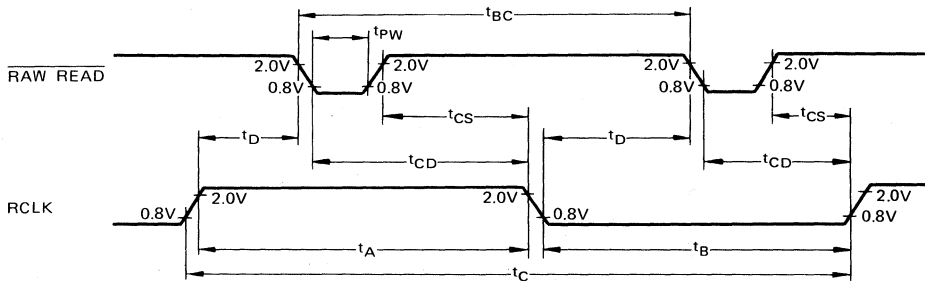 tBC
tPW
RAW READ
2.0V 2.0V 2.0V 2.0V
0.8V 0.8V 0.8V 0.8V
tCS tCS
tD tD
tCD tCD
RCLK
2.0V 2.0V 2.0V
0.8V 0.8V 0.8V
tA tB
tC